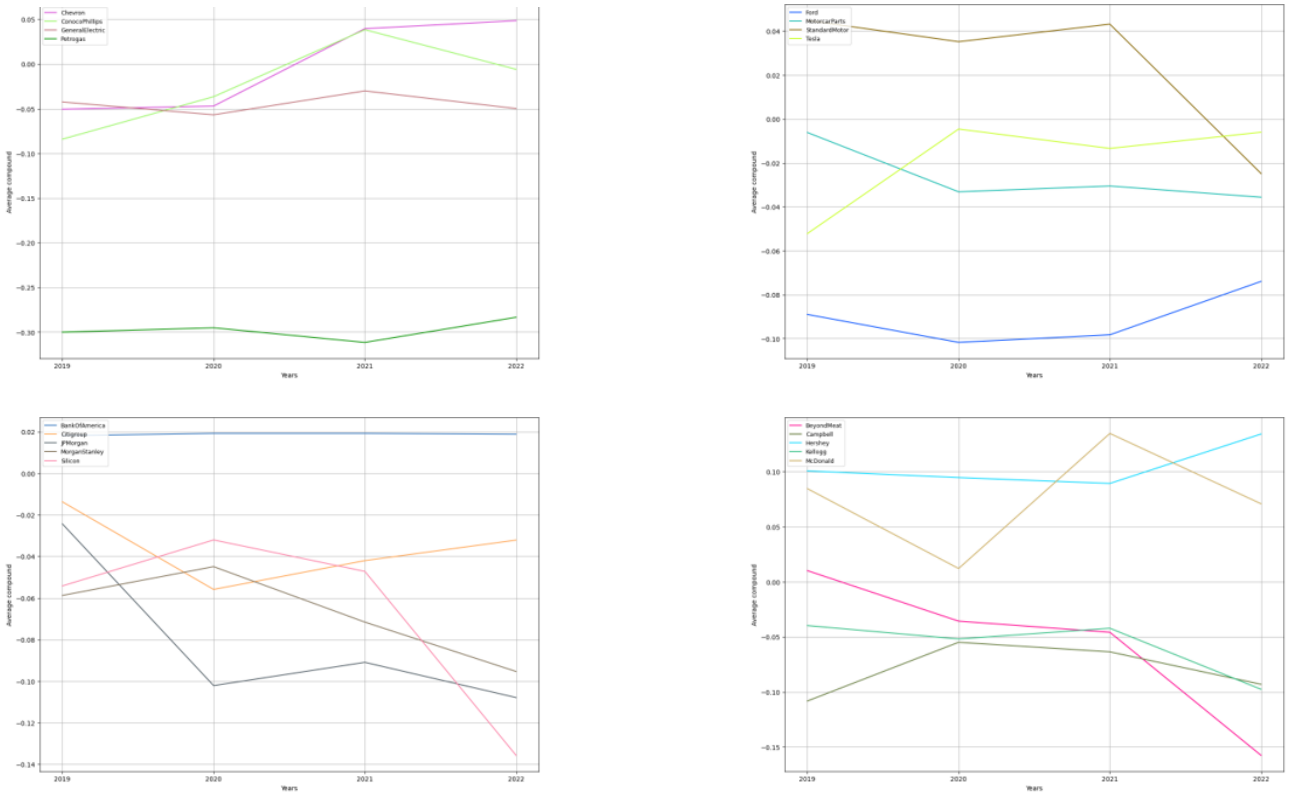 Chevron
ConocoPhillips
GeneralElectric
Petrogas
0.05
0.00
−0.05
−0.10
−0.15
−0.20
−0.25
−0.30
Average compound
2019
2020
2021
2022
Years
Ford
MotorcarParts
StandardMotor
Tesla
0.04
0.02
0.00
−0.02
−0.04
−0.06
−0.08
−0.10
Average compound
2019
2020
2021
2022
Years
BankOfAmerica
Citigroup
JPMorgan
MorganStanley
Silicon
0.02
0.00
−0.02
−0.04
−0.06
−0.08
−0.10
−0.12
−0.14
Average compound
2019
2020
2021
2022
Years
BeyondMeat
Campbell
Hershey
Kellogg
McDonald
0.10
0.05
0.00
−0.05
−0.10
−0.15
Average compound
2019
2020
2021
2022
Years